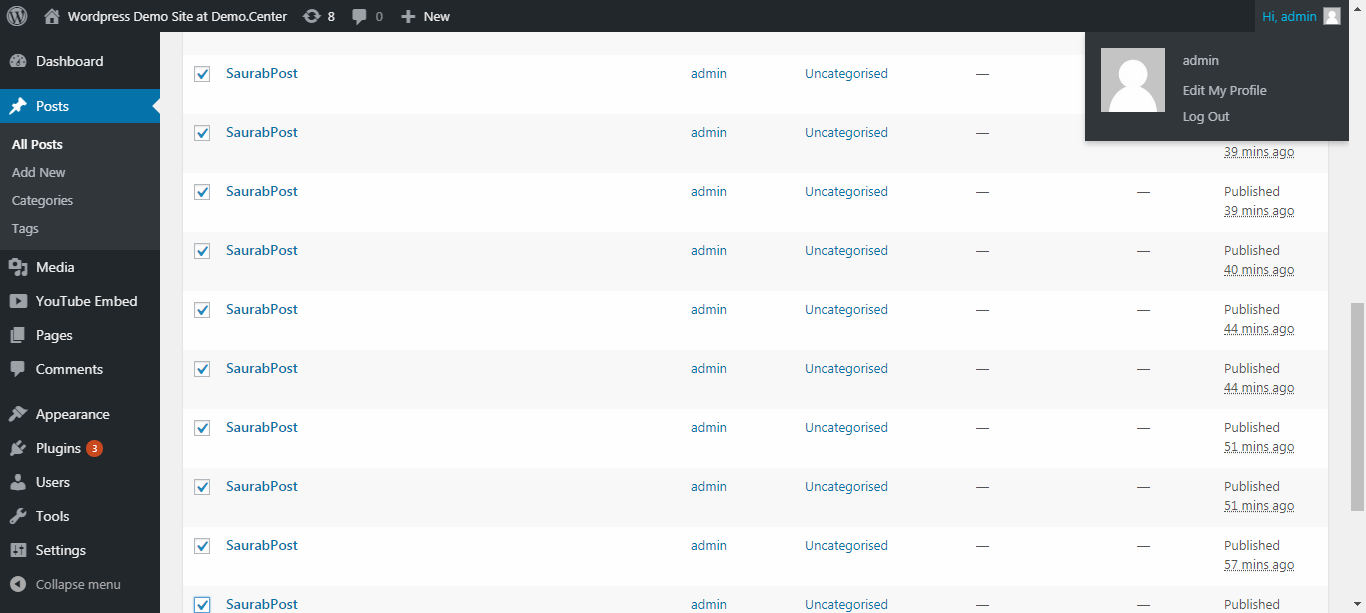 Wordpress Demo Site at Demo.Center 8 0 New Hi, admin
admin
Edit My Profile
Log Out
Dashboard
Posts
All Posts
Add New
Categories
Tags
Media
YouTube Embed
Pages
Comments
Appearance
Plugins 3
Users
Tools
Settings
Collapse menu
SaurabPost admin Uncategorised —
SaurabPost admin Uncategorised —
39 mins ago
SaurabPost admin Uncategorised — — Published
39 mins ago
SaurabPost admin Uncategorised — — Published
40 mins ago
SaurabPost admin Uncategorised — — Published
44 mins ago
SaurabPost admin Uncategorised — — Published
44 mins ago
SaurabPost admin Uncategorised — — Published
51 mins ago
SaurabPost admin Uncategorised — — Published
51 mins ago
SaurabPost admin Uncategorised — — Published
57 mins ago
SaurabPost admin Uncategorised — — Published